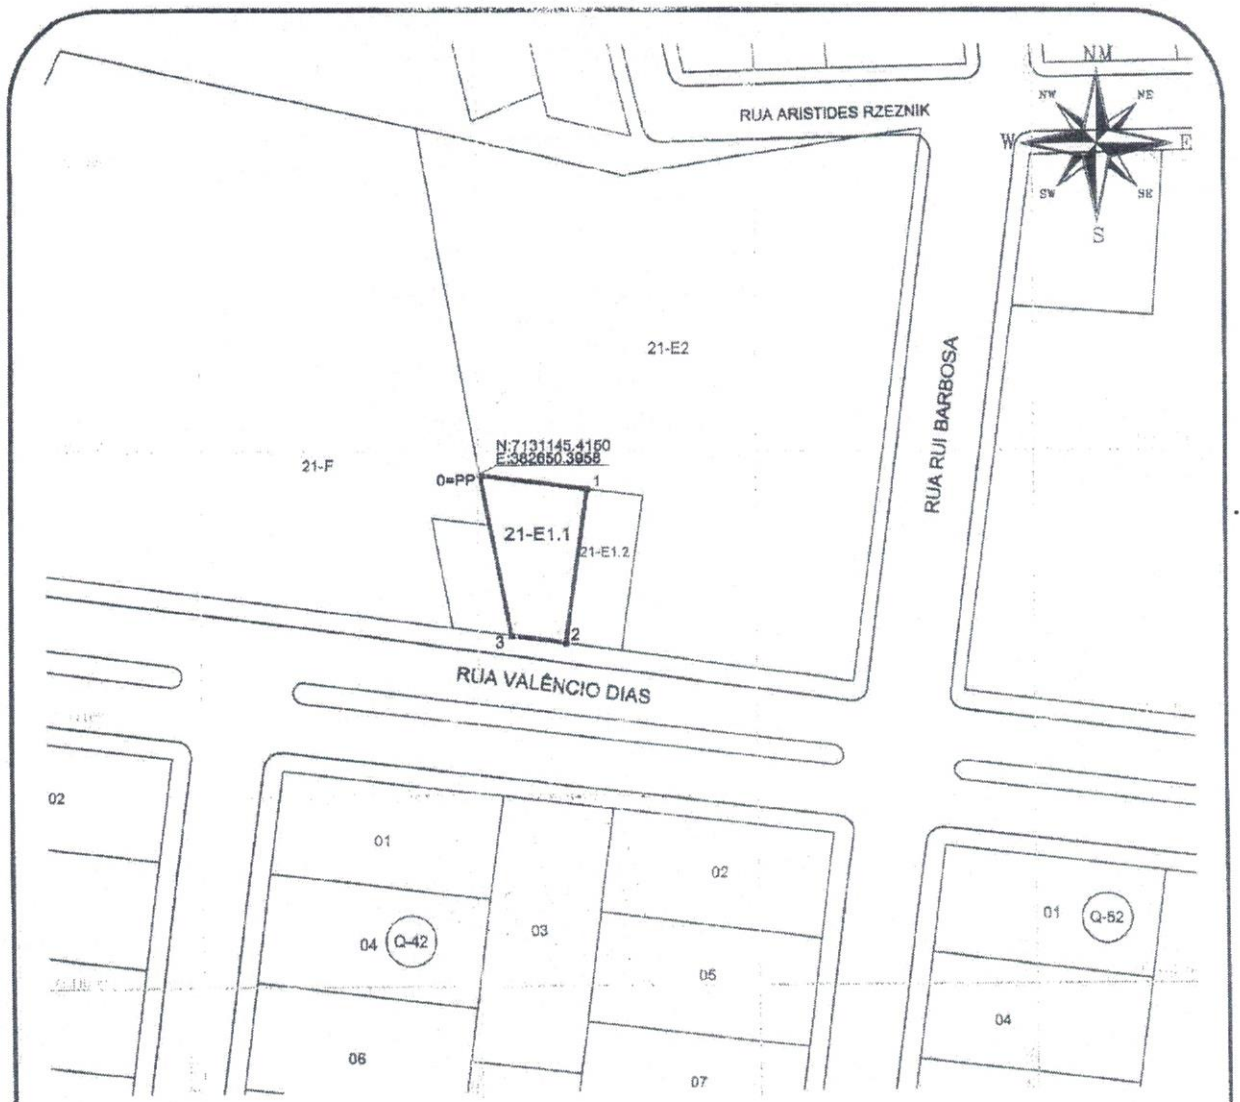 NM
NW
NE
W
E
SW
SE
S
RUA ARISTIDES RZEZNIK
21-E2
RUA RUI BARBOSA
N:7131145.4150
E:382650.3958
21-F
0=PP
1
21-E1.1
21-E1.2
3
2
RUA VALÊNCIO DIAS
02
01
02
03
04
Q-42
01
Q-52
05
04
06
07